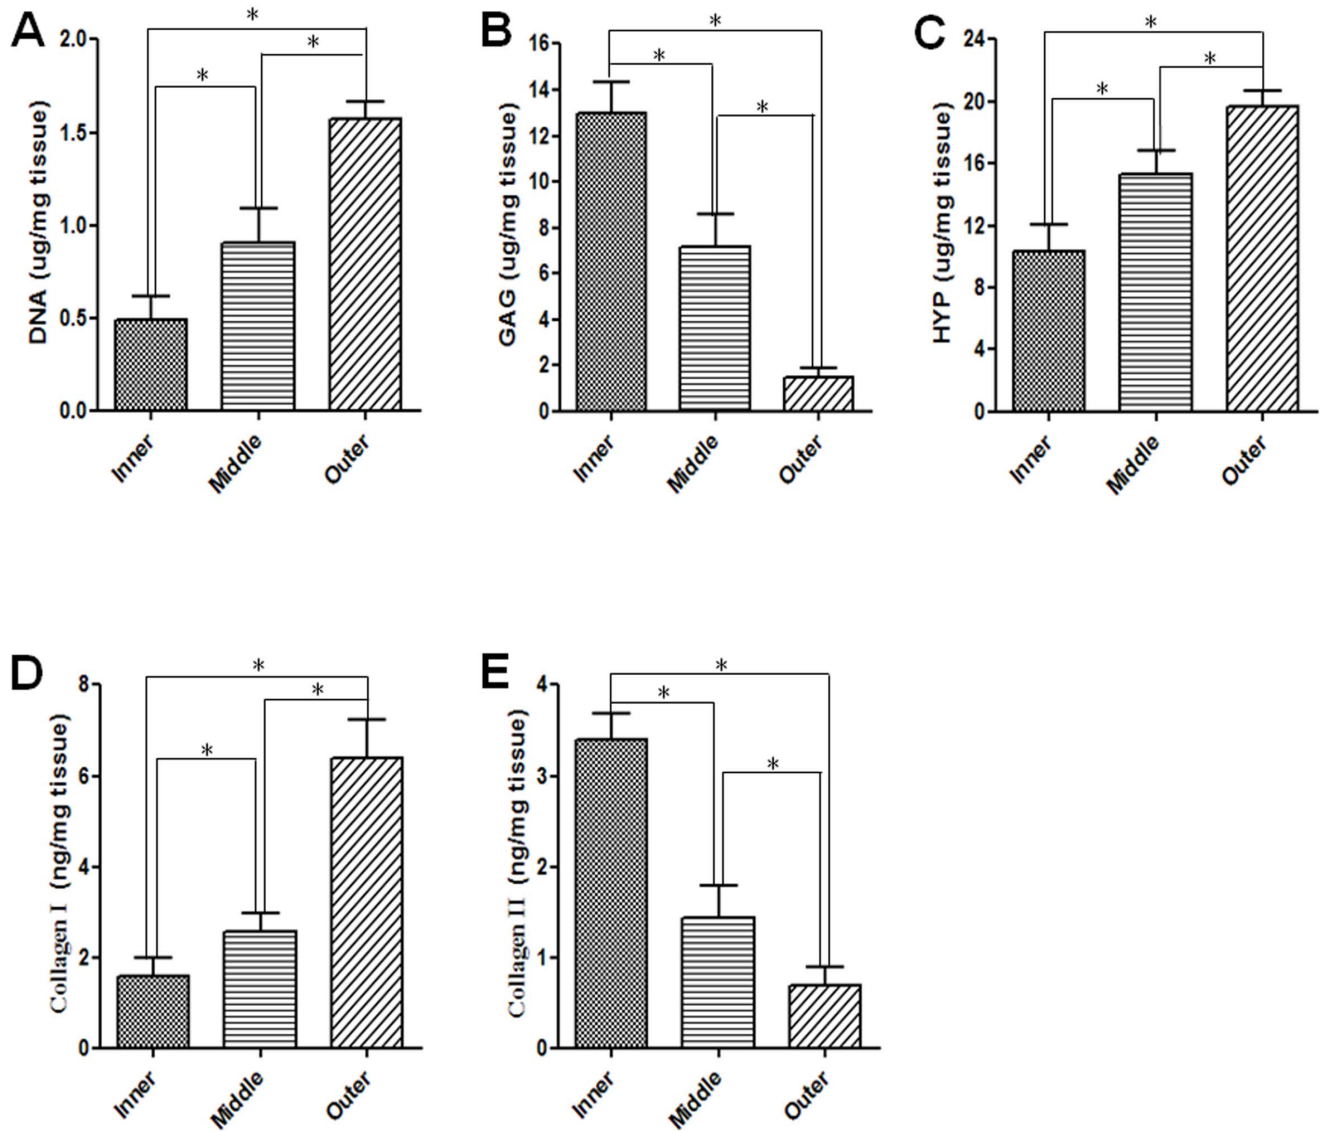 A
DNA (ug/mg tissue)
2.0
1.5
1.0
0.5
0.0
*
*
*
Inner
Middle
Outer
B
GAG (ug/mg tissue)
16
14
12
10
8
6
4
2
0
*
*
*
Inner
Middle
Outer
C
HYP (ug/mg tissue)
24
20
16
12
8
4
0
*
*
*
Inner
Middle
Outer
D
Collagen I (ng/mg tissue)
8
6
4
2
0
*
*
*
Inner
Middle
Outer
E
Collagen II (ng/mg tissue)
4
3
2
1
0
*
*
*
Inner
Middle
Outer